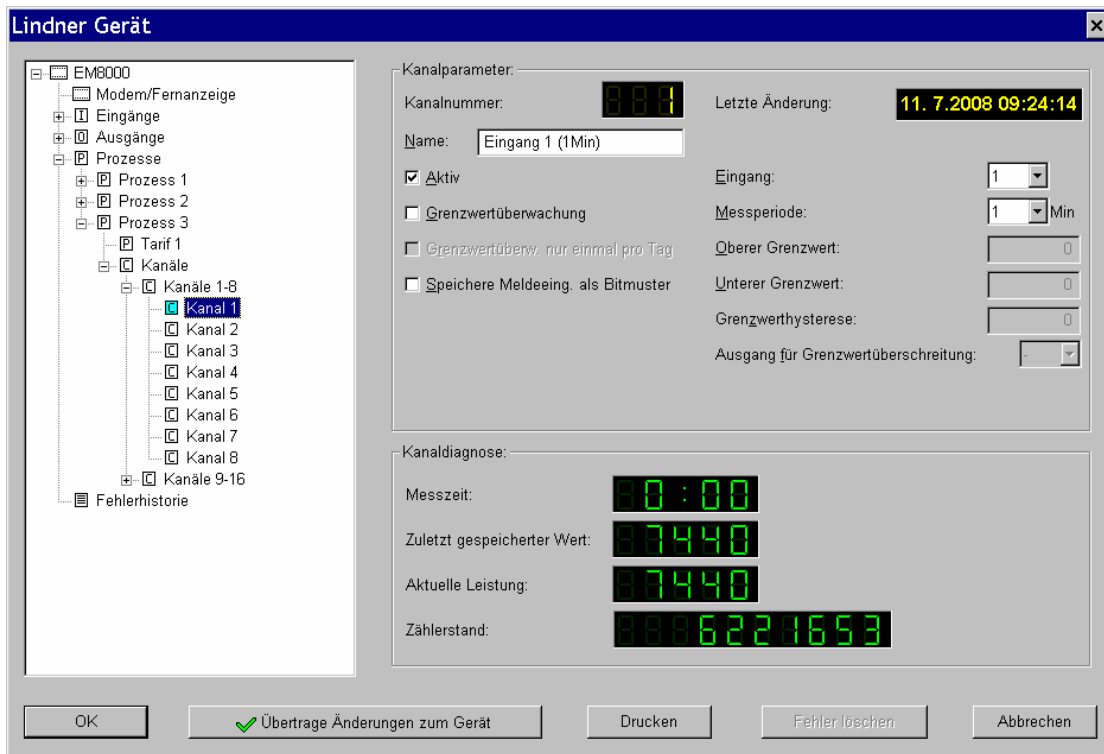 Lindner Gerät
EM8000
Modem/Fernanzeige
I Eingänge
O Ausgänge
P Prozesse
P Prozess 1
P Prozess 2
P Prozess 3
P Tarif 1
C Kanäle
C Kanäle 1-8
C Kanal 1
C Kanal 2
C Kanal 3
C Kanal 4
C Kanal 5
C Kanal 6
C Kanal 7
C Kanal 8
C Kanäle 9-16
Fehlerhistorie
Kanalparameter:
Kanalnummer: 1 Letzte Änderung: 11. 7.2008 09:24:14
Name: Eingang 1 (1Min)
Aktiv Eingang: 1
Grenzwertüberwachung Messperiode: 1 Min
Grenzwertüberw. nur einmal pro Tag Oberer Grenzwert: 0
Speichere Meldeeing. als Bitmuster Unterer Grenzwert: 0
Grenzwerthysterese: 0
Ausgang für Grenzwertüberschreitung: -
Kanaldiagnose:
Messzeit: 0:00
Zuletzt gespeicherter Wert: 7440
Aktuelle Leistung: 7440
Zählerstand: 6221653
OK Übertrage Änderungen zum Gerät Drucken Fehler löschen Abbrechen